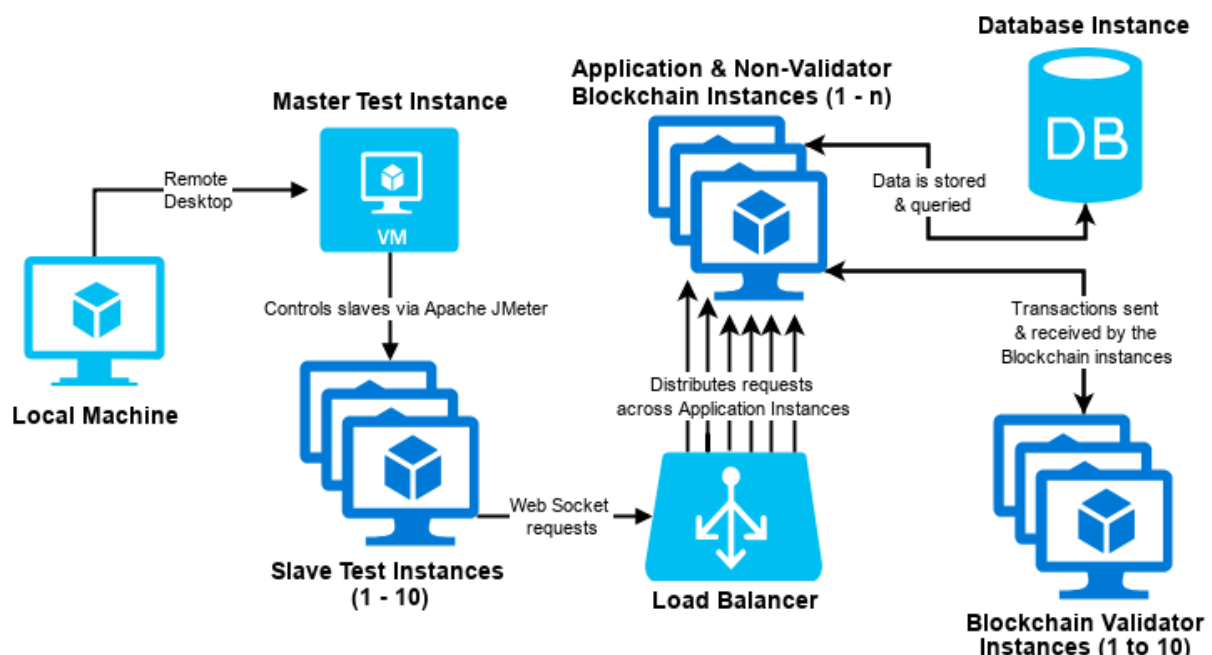 Database Instance
DB
Application & Non-Validator
Blockchain Instances (1 - n)
Master Test Instance
VM
Remote
Desktop
Data is stored
& queried
Local Machine
Controls slaves via Apache JMeter
Transactions sent
& received by the
Blockchain instances
Distributes requests
across Application Instances
Web Socket
requests
Slave Test Instances
(1 - 10)
Load Balancer
Blockchain Validator
Instances (1 to 10)